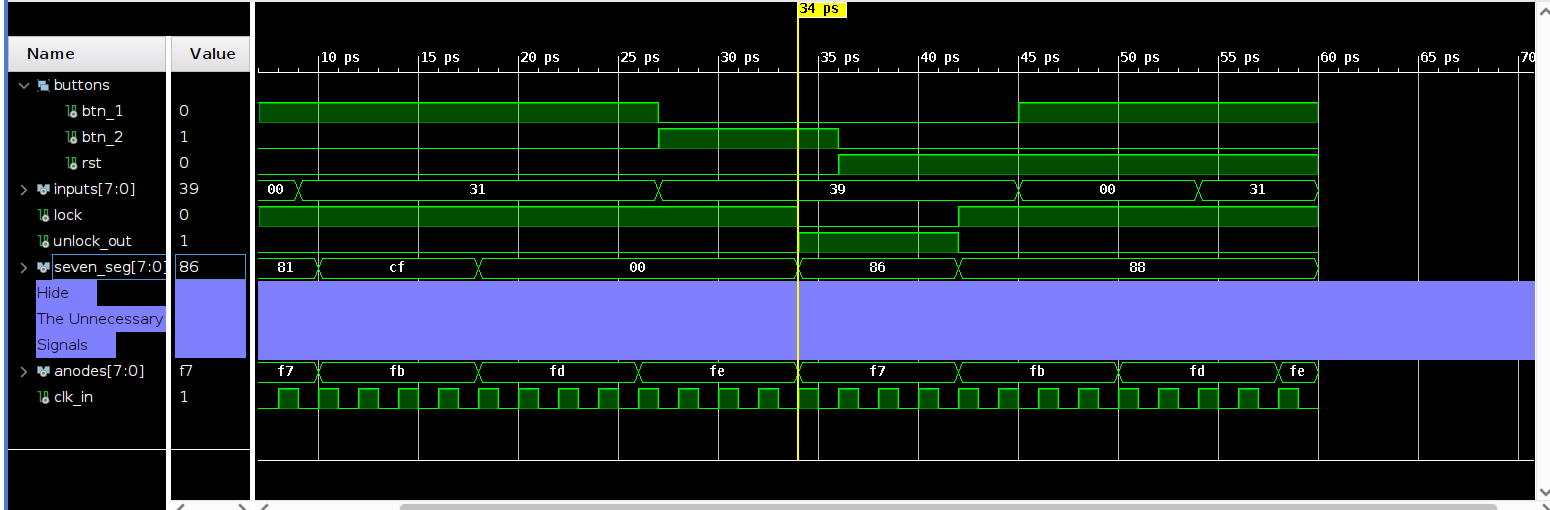 34 ps
Name Value 10 ps 15 ps 20 ps 25 ps 30 ps 35 ps 40 ps 45 ps 50 ps 55 ps 60 ps 65 ps 70
buttons
btn_1 0
btn_2 1
rst 0
inputs[7:0] 39 00 31 39 00 31
lock 0
unlock_out 1
seven_seg[7:0] 86 81 cf 00 86 88
Hide
The Unnecessary
Signals
anodes[7:0] f7 f7 fb fd fe f7 fb fd fe
clk_in 1